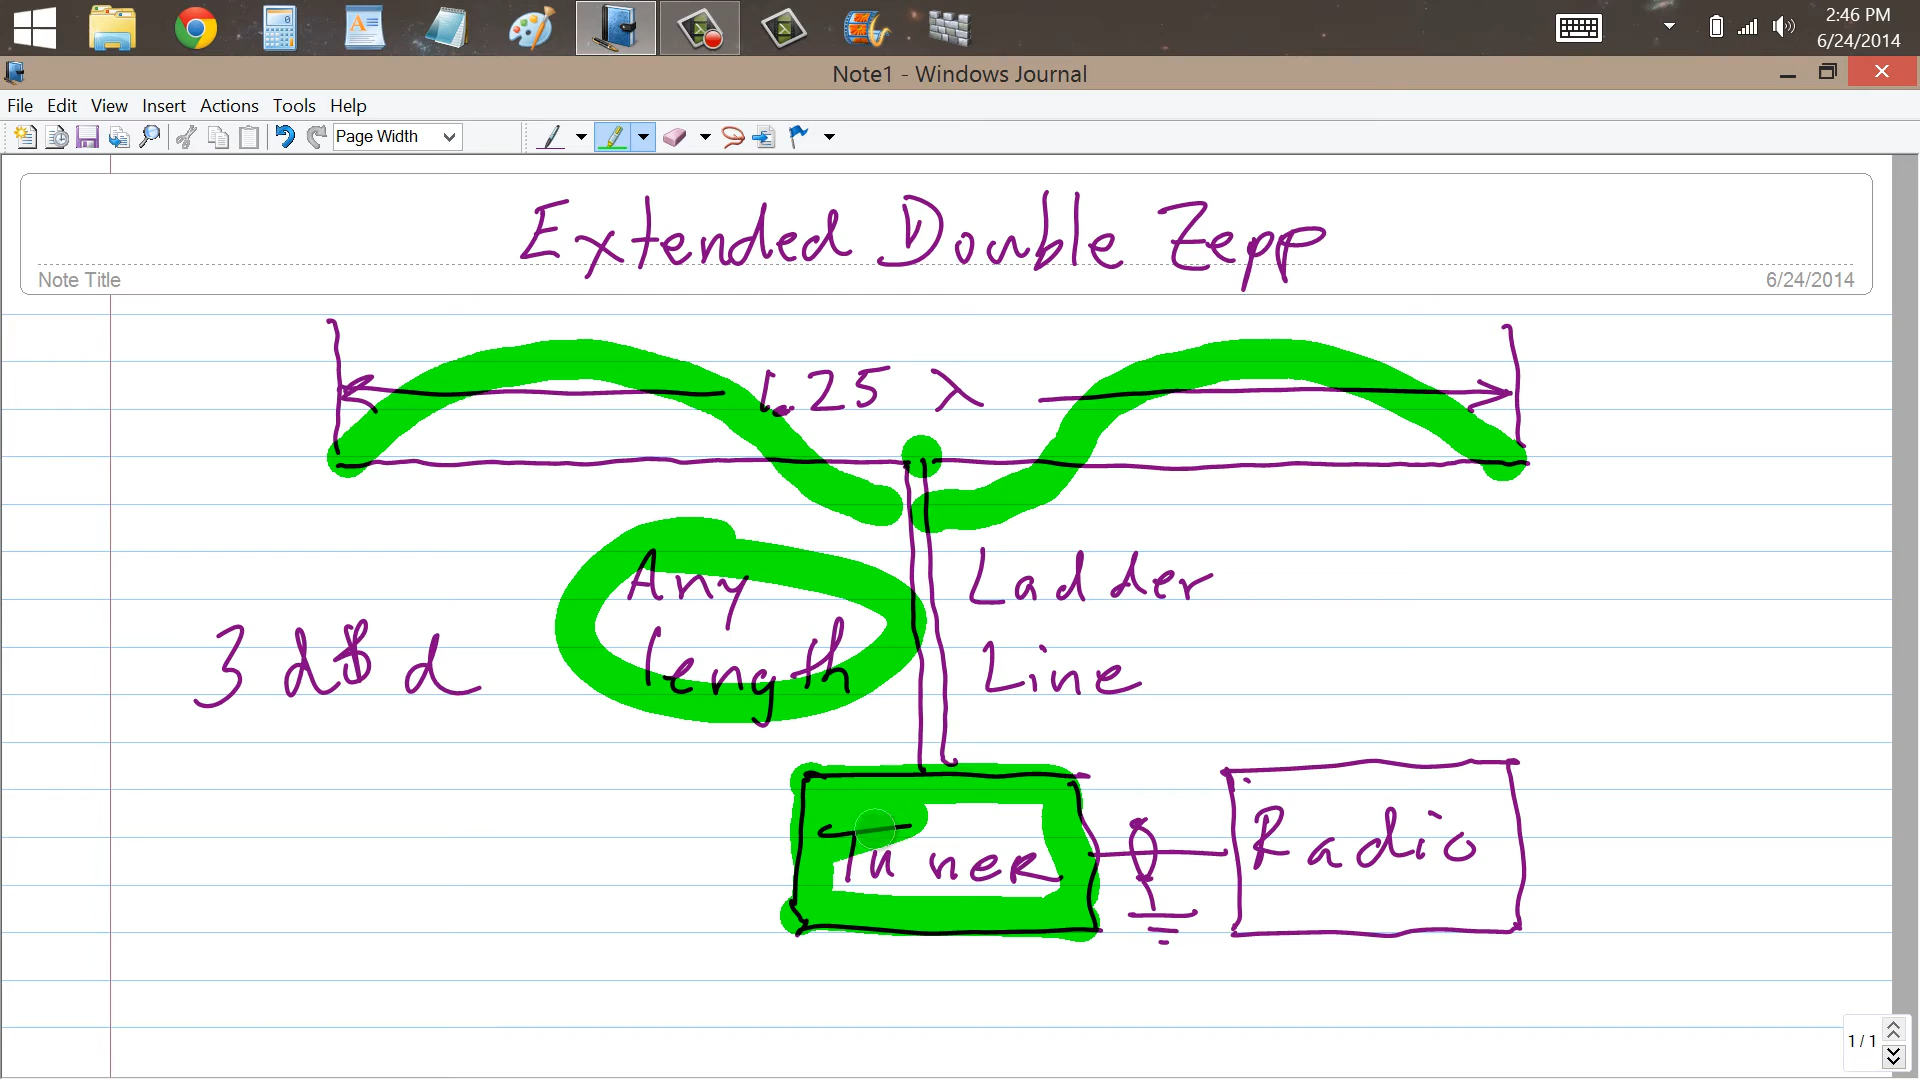 2:46 PM
6/24/2014
Note1 - Windows Journal
File Edit View Insert Actions Tools Help
Page Width
Extended Double Zepp
Note Title
6/24/2014
1.25 λ
Any Ladder
3 dB d length Line
Tuner Radio
1 / 1